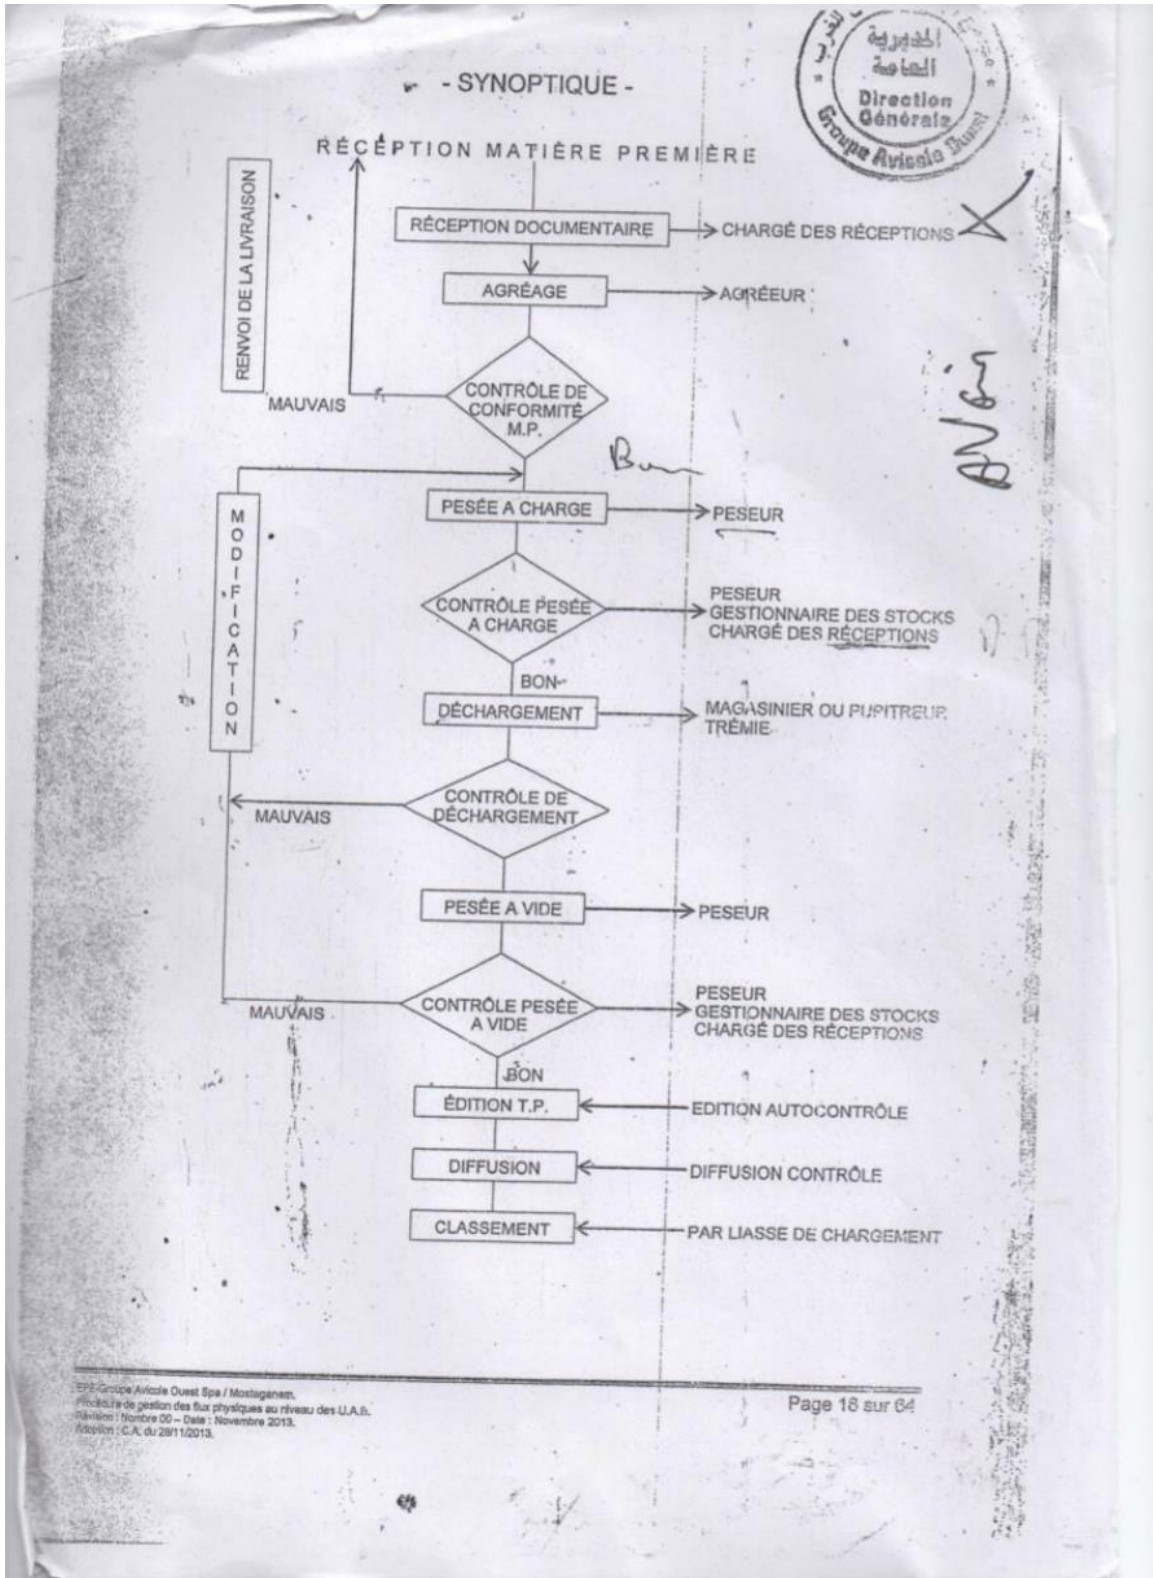 - SYNOPTIQUE -
المديرية
العامة
Direction
Générale
Groupe Avicole Ouest
RÉCEPTION MATIÈRE PREMIÈRE
RENVOI DE LA LIVRAISON
RÉCEPTION DOCUMENTAIRE
CHARGÉ DES RÉCEPTIONS
AGRÉAGE
AGRÉEUR
CONTRÔLE DE
CONFORMITÉ
M.P.
MAUVAIS
Bon
PESÉE A CHARGE
PESEUR
MODIFICATION
CONTRÔLE PESÉE
A CHARGE
PESEUR
GESTIONNAIRE DES STOCKS
CHARGÉ DES RÉCEPTIONS
BON
DÉCHARGEMENT
MAGASINIER OU PUPITREUR
TRÉMIE
CONTRÔLE DE
DÉCHARGEMENT
MAUVAIS
PESÉE A VIDE
PESEUR
CONTRÔLE PESÉE
A VIDE
MAUVAIS
PESEUR
GESTIONNAIRE DES STOCKS
CHARGÉ DES RÉCEPTIONS
BON
ÉDITION T.P.
EDITION AUTOCONTRÔLE
DIFFUSION
DIFFUSION CONTRÔLE
CLASSEMENT
PAR LIASSE DE CHARGEMENT
EPE-Groupe Avicole Ouest Spa / Mostaganem.
Procédure de gestion des flux physiques au niveau des U.A.B.
Révision : Nombre 00 – Date : Novembre 2013.
Adoption : C.A. du 28/11/2013.
Page 18 sur 64